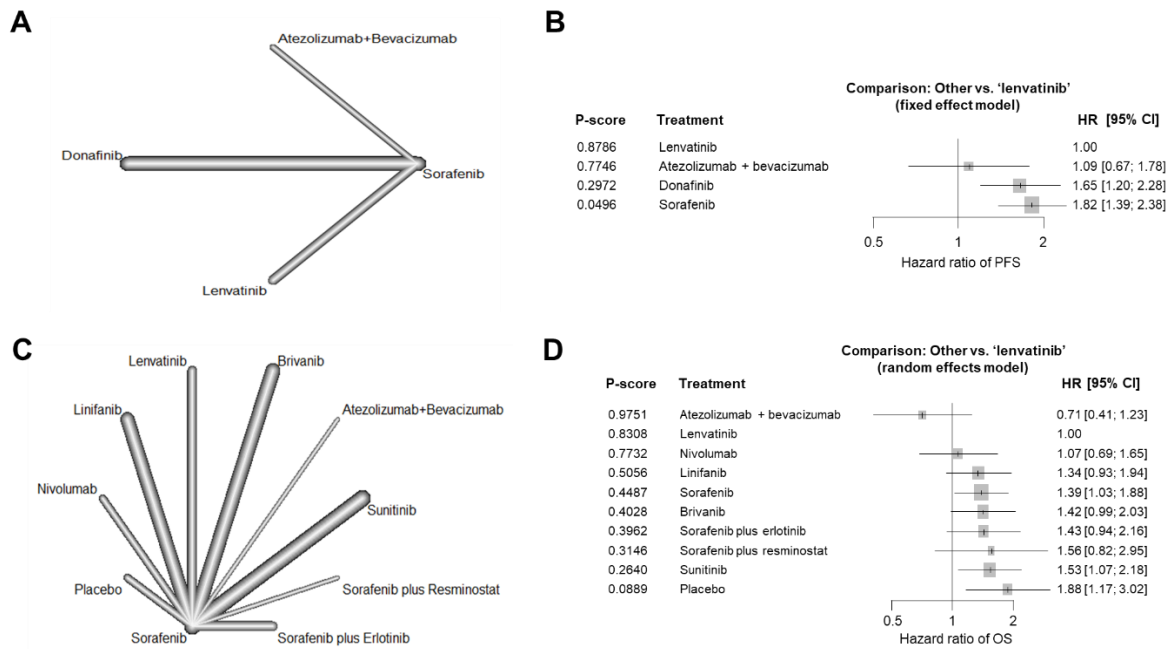 A
Atezolizumab+Bevacizumab
Donafinib
Sorafenib
Lenvatinib
B
Comparison: Other vs. 'lenvatinib'
(fixed effect model)
P-score Treatment HR [95% CI]
0.8786 Lenvatinib 1.00
0.7746 Atezolizumab + bevacizumab 1.09 [0.67; 1.78]
0.2972 Donafinib 1.65 [1.20; 2.28]
0.0496 Sorafenib 1.82 [1.39; 2.38]
0.5 1 2
Hazard ratio of PFS
C
Lenvatinib
Brivanib
Linifanib
Atezolizumab+Bevacizumab
Nivolumab
Sunitinib
Placebo
Sorafenib plus Resminostat
Sorafenib
Sorafenib plus Erlotinib
D
Comparison: Other vs. 'lenvatinib'
(random effects model)
P-score Treatment HR [95% CI]
0.9751 Atezolizumab + bevacizumab 0.71 [0.41; 1.23]
0.8308 Lenvatinib 1.00
0.7732 Nivolumab 1.07 [0.69; 1.65]
0.5056 Linifanib 1.34 [0.93; 1.94]
0.4487 Sorafenib 1.39 [1.03; 1.88]
0.4028 Brivanib 1.42 [0.99; 2.03]
0.3962 Sorafenib plus erlotinib 1.43 [0.94; 2.16]
0.3146 Sorafenib plus resminostat 1.56 [0.82; 2.95]
0.2640 Sunitinib 1.53 [1.07; 2.18]
0.0889 Placebo 1.88 [1.17; 3.02]
0.5 1 2
Hazard ratio of OS